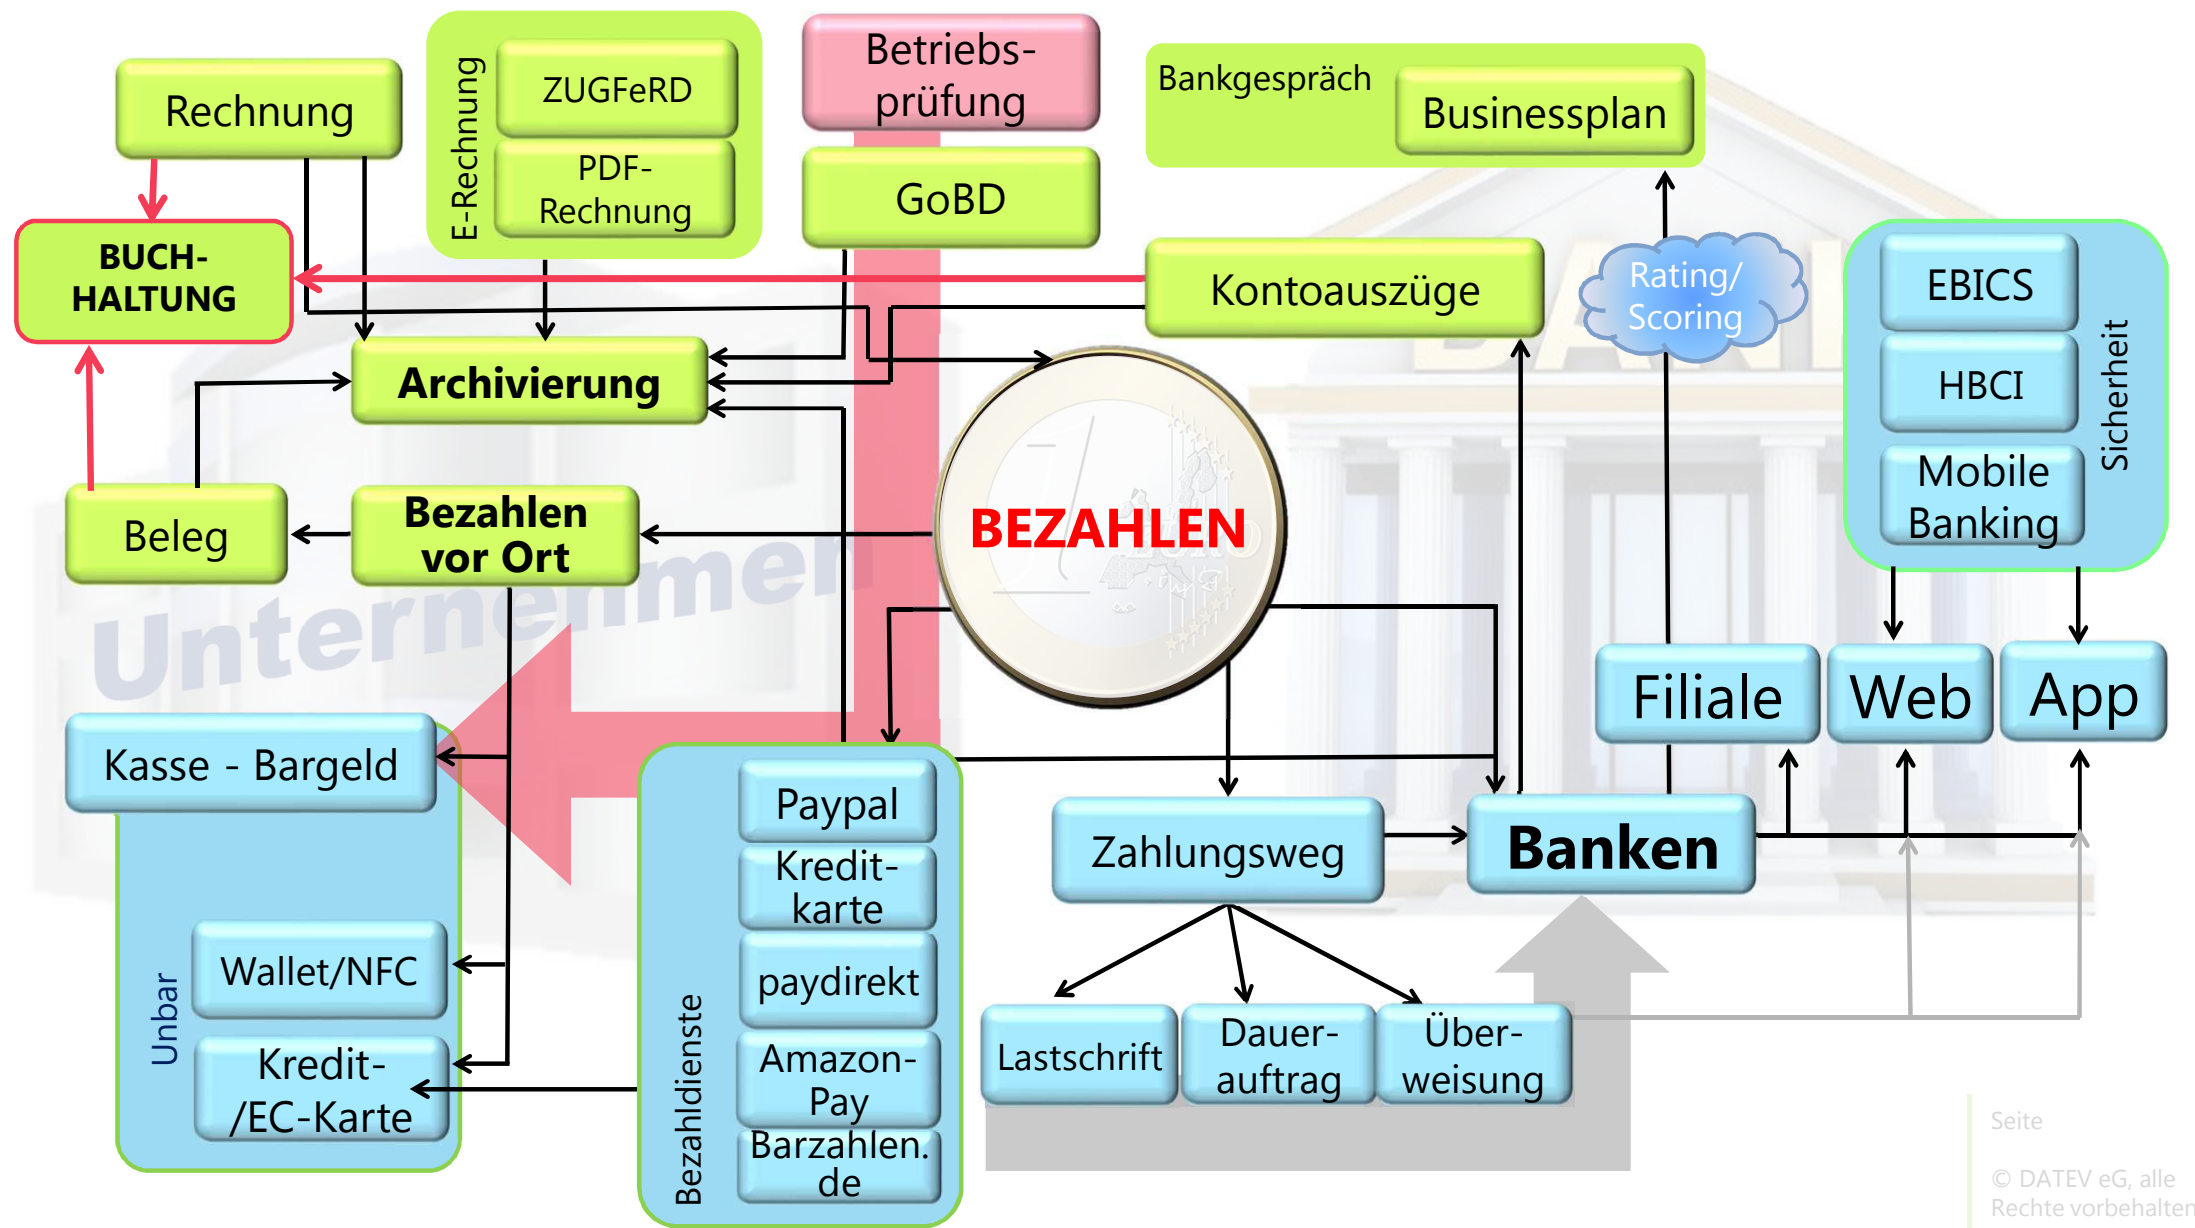 Rechnung
E-Rechnung
ZUGFeRD
PDF-
Rechnung
Betriebs-
prüfung
GoBD
Bankgespräch
Businessplan
BUCH-
HALTUNG
Kontoauszüge
Rating/
Scoring
EBICS
HBCI
Mobile
Banking
Sicherheit
BANK
Archivierung
Beleg
Bezahlen
vor Ort
BEZAHLEN
EURO
1
Unternehmen
Filiale
Web
App
Kasse - Bargeld
Unbar
Wallet/NFC
Kredit-
/EC-Karte
Bezahldienste
Paypal
Kredit-
karte
paydirekt
Amazon-
Pay
Barzahlen.
de
Zahlungsweg
Banken
Lastschrift
Dauer-
auftrag
Über-
weisung
Seite
© DATEV eG, alle
Rechte vorbehalten